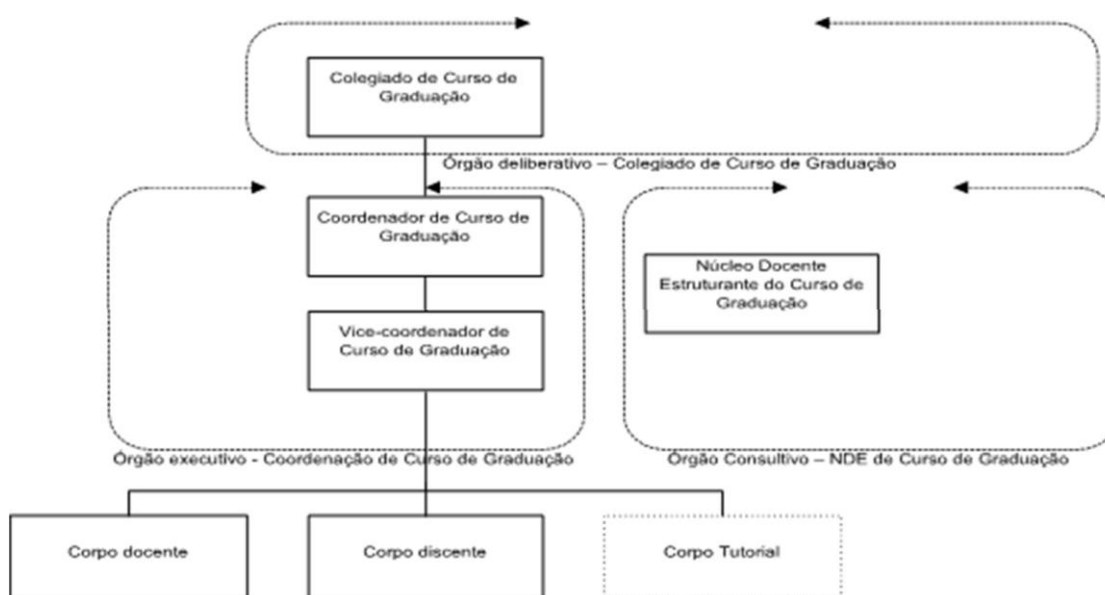 Colegiado de Curso de
Graduação
Órgão deliberativo – Colegiado de Curso de Graduação
Coordenador de Curso de
Graduação
Vice-coordenador de
Curso de Graduação
Órgão executivo - Coordenação de Curso de Graduação
Núcleo Docente
Estruturante do Curso de
Graduação
Órgão Consultivo – NDE de Curso de Graduação
Corpo docente
Corpo discente
Corpo Tutorial